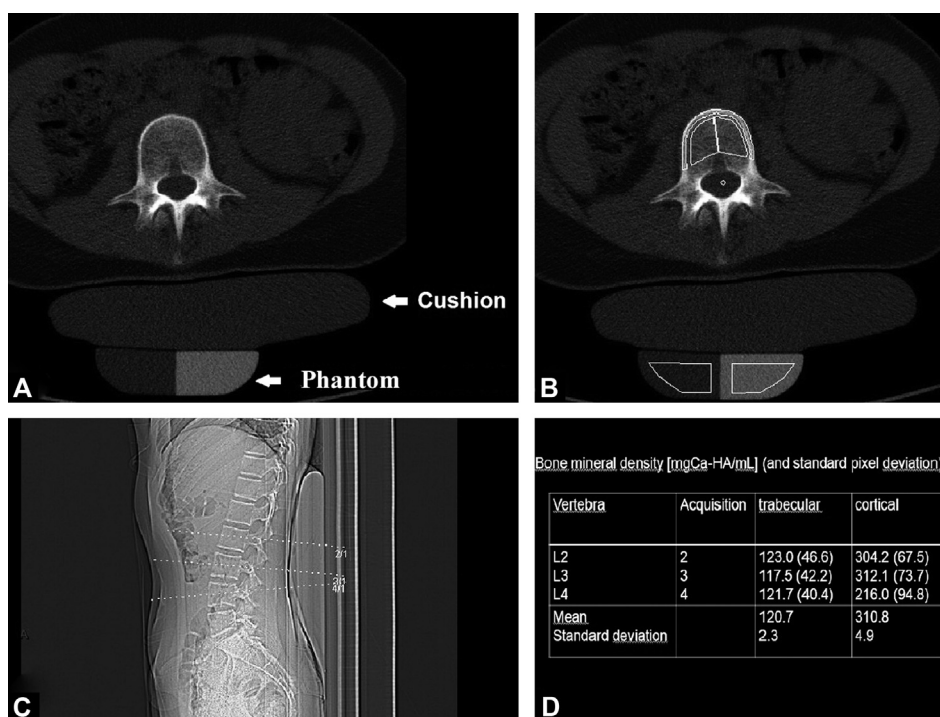 Cushion
Phantom
A
B
2/1
3/1
4/1
C
Bone mineral density [mgCa-HA/mL] (and standard pixel deviation)
Vertebra Acquisition trabecular cortical
L2 2 123.0 (46.6) 304.2 (67.5)
L3 3 117.5 (42.2) 312.1 (73.7)
L4 4 121.7 (40.4) 216.0 (94.8)
Mean 120.7 310.8
Standard deviation 2.3 4.9
D